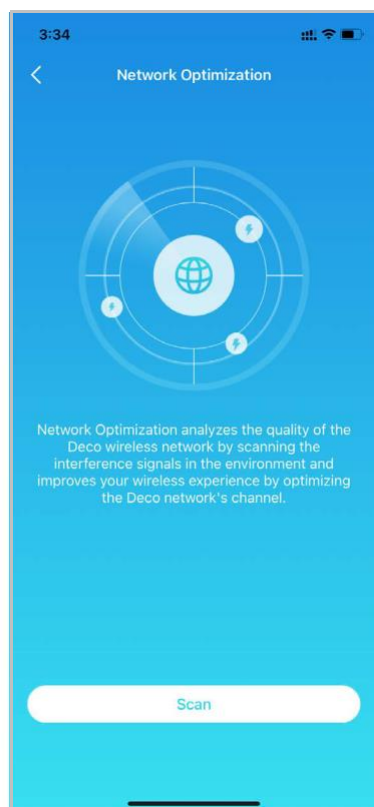 3:34
Network Optimization
Network Optimization analyzes the quality of the
Deco wireless network by scanning the
interference signals in the environment and
improves your wireless experience by optimizing
the Deco network's channel.
Scan